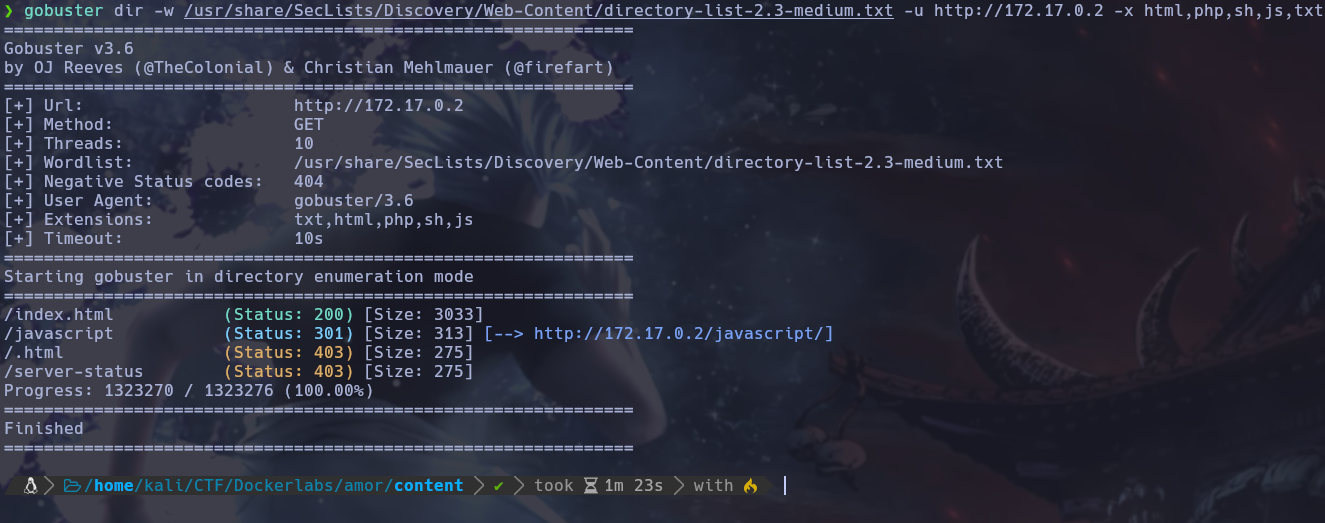 ❯ gobuster dir -w /usr/share/SecLists/Discovery/Web-Content/directory-list-2.3-medium.txt -u http://172.17.0.2 -x html,php,sh,js,txt
===============================================================
Gobuster v3.6
by OJ Reeves (@TheColonial) & Christian Mehlmauer (@firefart)
===============================================================
[+] Url:                     http://172.17.0.2
[+] Method:                  GET
[+] Threads:                 10
[+] Wordlist:                /usr/share/SecLists/Discovery/Web-Content/directory-list-2.3-medium.txt
[+] Negative Status codes:   404
[+] User Agent:              gobuster/3.6
[+] Extensions:              txt,html,php,sh,js
[+] Timeout:                 10s
===============================================================
Starting gobuster in directory enumeration mode
===============================================================
/index.html           (Status: 200) [Size: 3033]
/javascript           (Status: 301) [Size: 313] [--> http://172.17.0.2/javascript/]
/.html                (Status: 403) [Size: 275]
/server-status        (Status: 403) [Size: 275]
Progress: 1323270 / 1323276 (100.00%)
===============================================================
Finished
===============================================================
/home/kali/CTF/Dockerlabs/amor/content ✔ took 1m 23s with 🔥